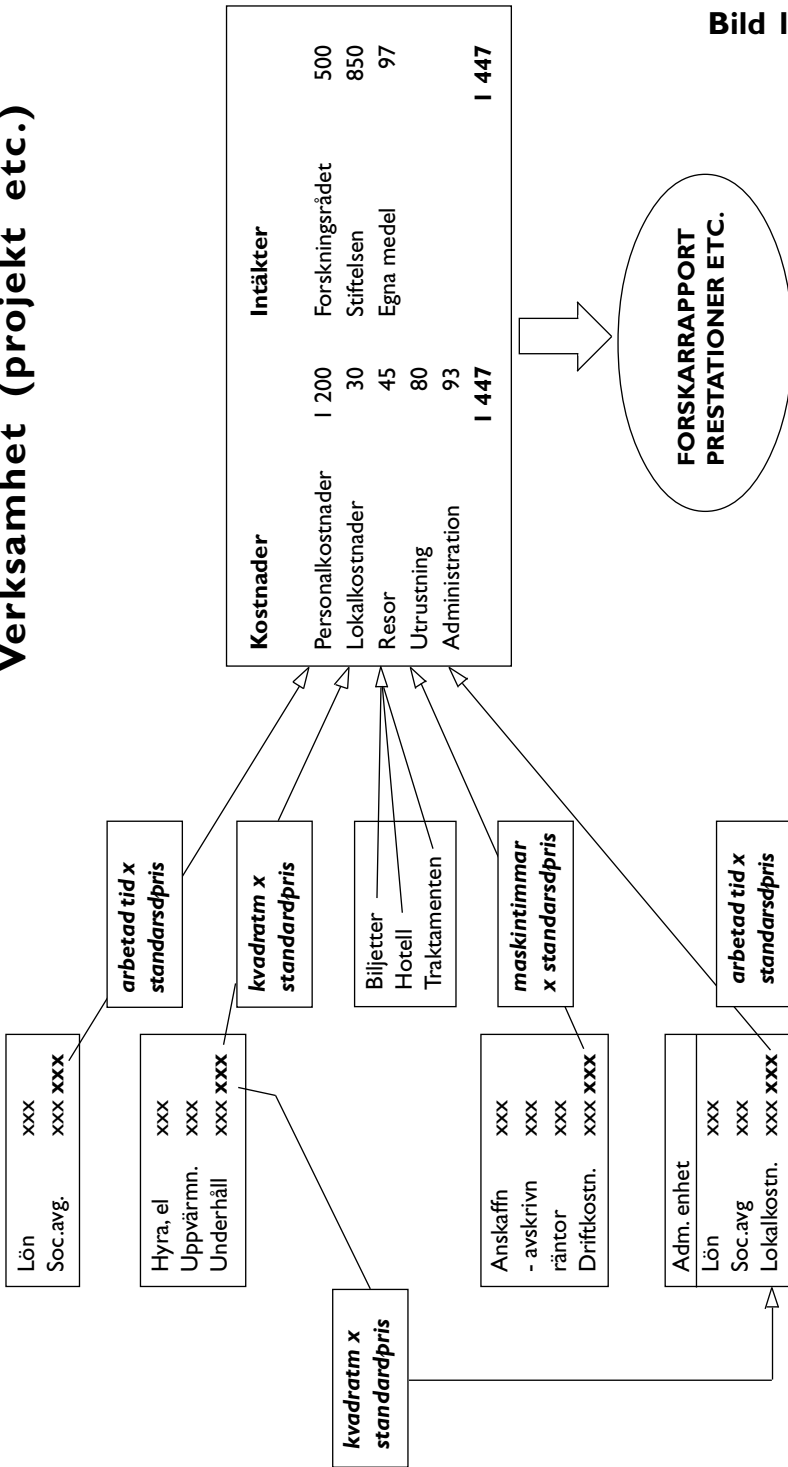 Verksamhet (projekt etc.)
Lön xxx
Soc.avg. xxx xxx
arbetad tid x
standarsdpris
Hyra, el xxx
Uppvärmn. xxx
Underhåll xxx xxx
kvadratm x
standardpris
kvadratm x
standardpris
Biljetter
Hotell
Traktamenten
Anskaffn xxx
- avskrivn xxx
räntor xxx
Driftkostn. xxx xxx
maskintimmar
x standarsdpris
Adm. enhet
Lön xxx
Soc.avg xxx
Lokalkostn. xxx xxx
arbetad tid x
standarsdpris
Kostnader Intäkter
Personalkostnader 1 200 Forskningsrådet 500
Lokalkostnader 30 Stiftelsen 850
Resor 45 Egna medel 97
Utrustning 80
Administration 93
1 447 1 447
FORSKARRAPPORT
PRESTATIONER ETC.
Bild 1